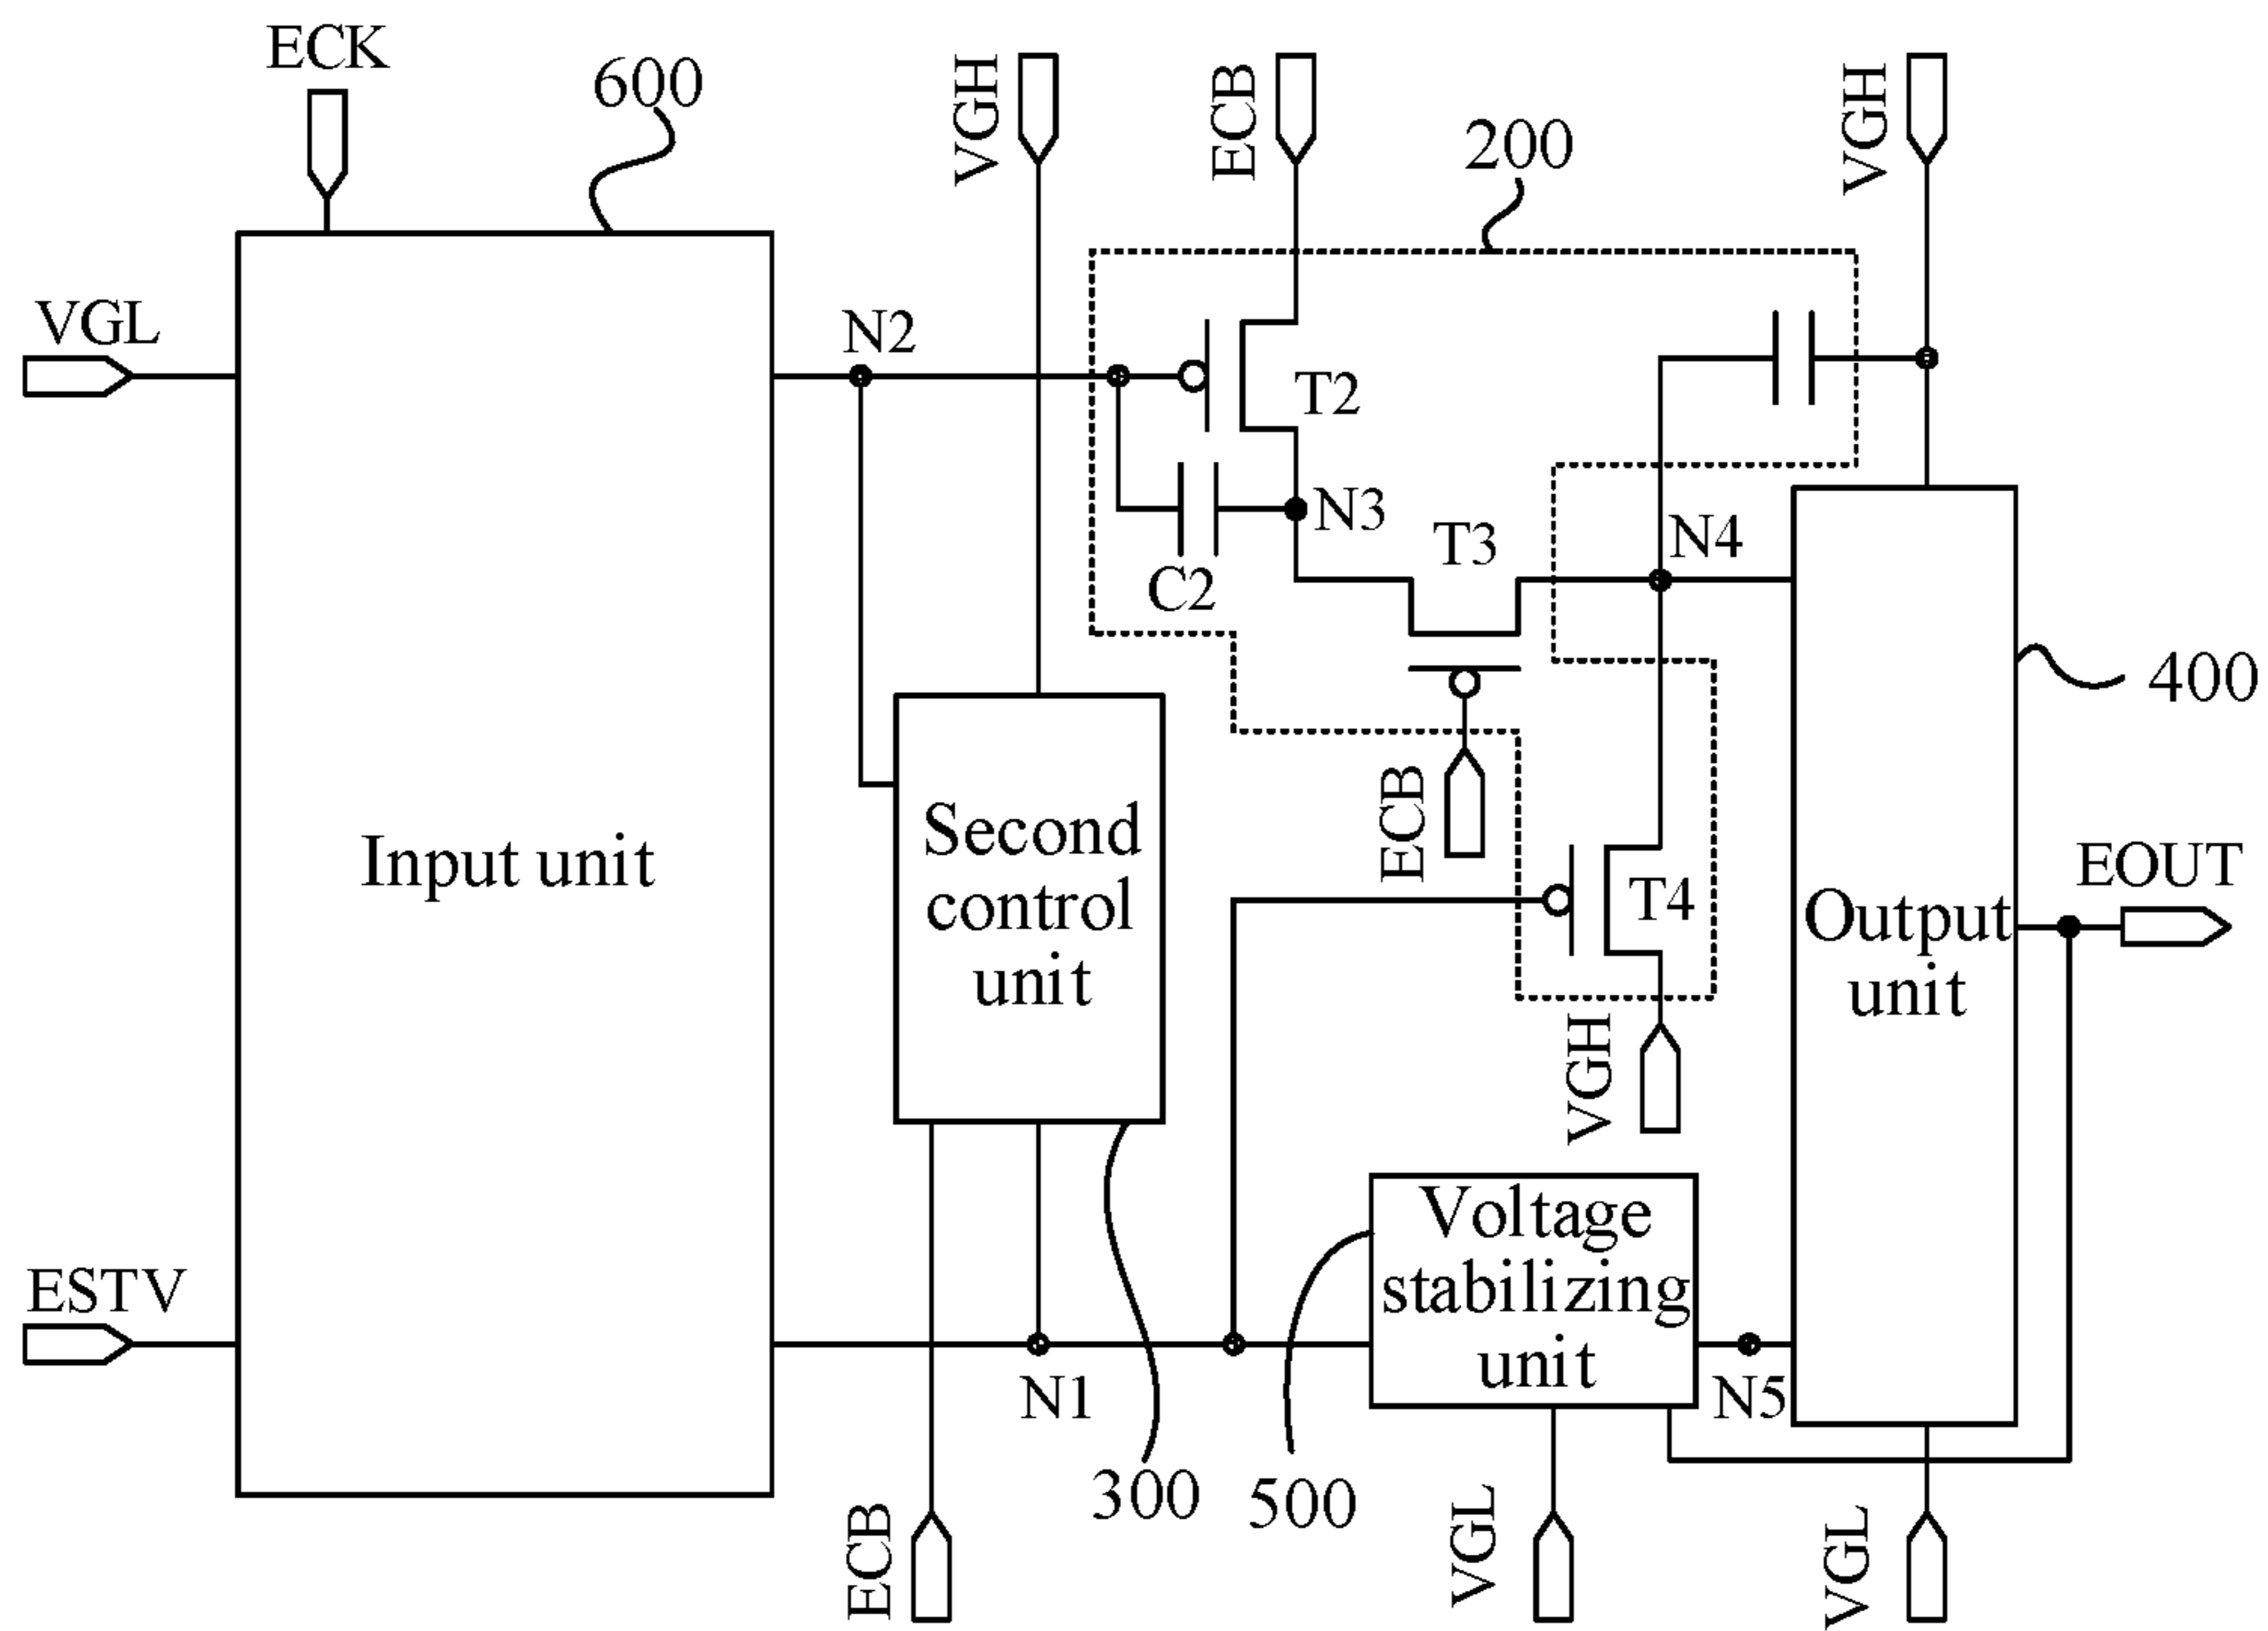 ECK
600
VGH
ECB
200
VGH
VGL
N2
T2
N3
T3
N4
C2
400
ECB
Second
control
unit
Input unit
T4
EOUT
Output
unit
VGH
Voltage
stabilizing
unit
ESTV
N1
N5
300
500
ECB
VGL
VGL